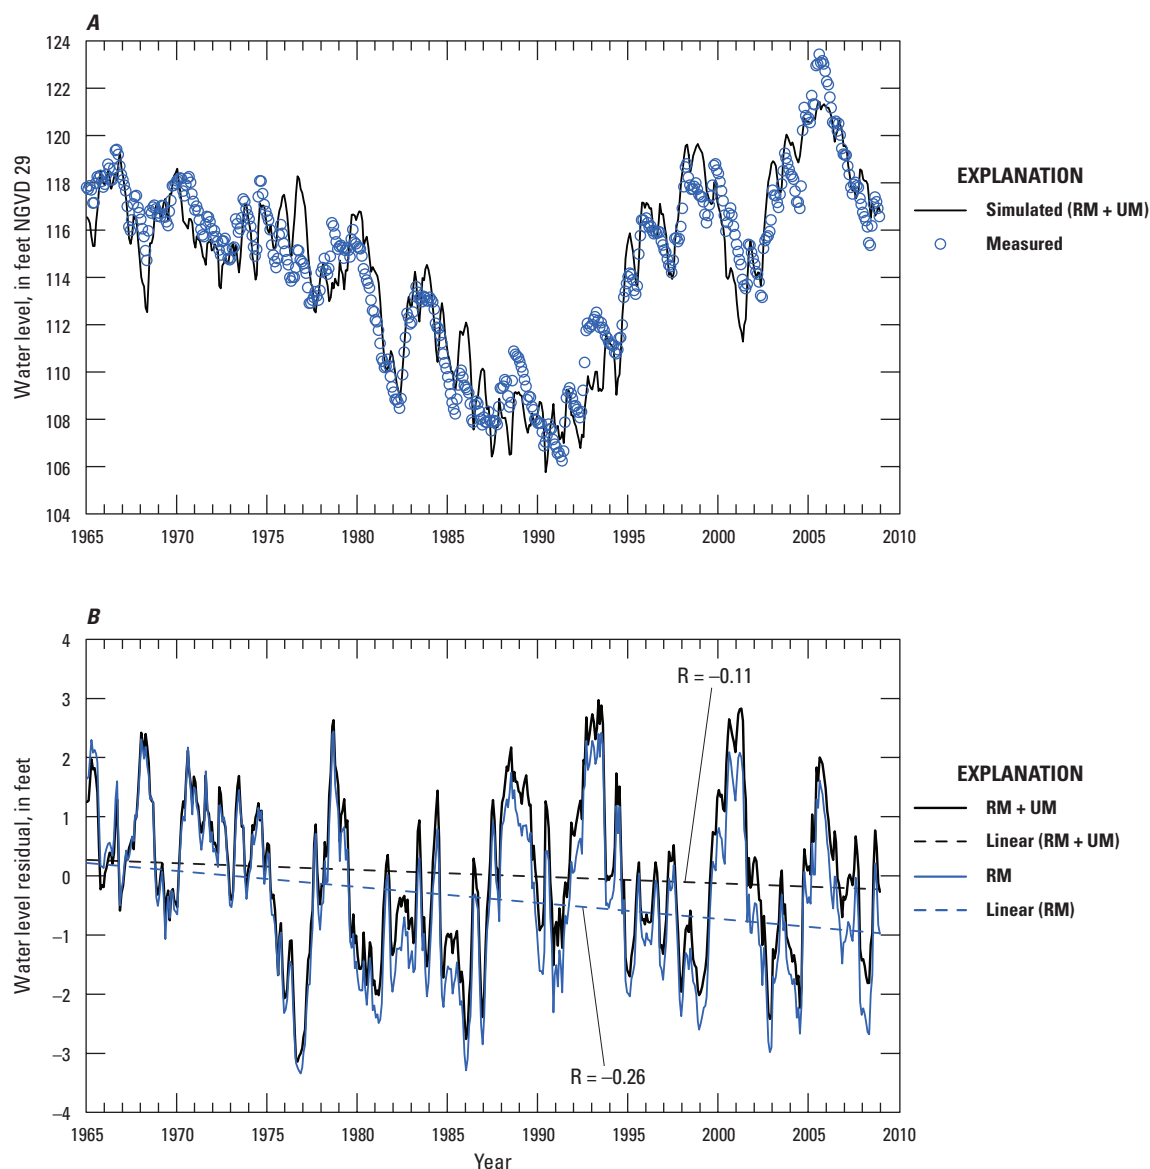 A
124
122
120
118
116
114
112
110
108
106
104
Water level, in feet NGVD 29
1965 1970 1975 1980 1985 1990 1995 2000 2005 2010
EXPLANATION
Simulated (RM + UM)
Measured
B
4
3
2
1
0
–1
–2
–3
–4
Water level residual, in feet
R = –0.11
R = –0.26
1965 1970 1975 1980 1985 1990 1995 2000 2005 2010
Year
EXPLANATION
RM + UM
Linear (RM + UM)
RM
Linear (RM)